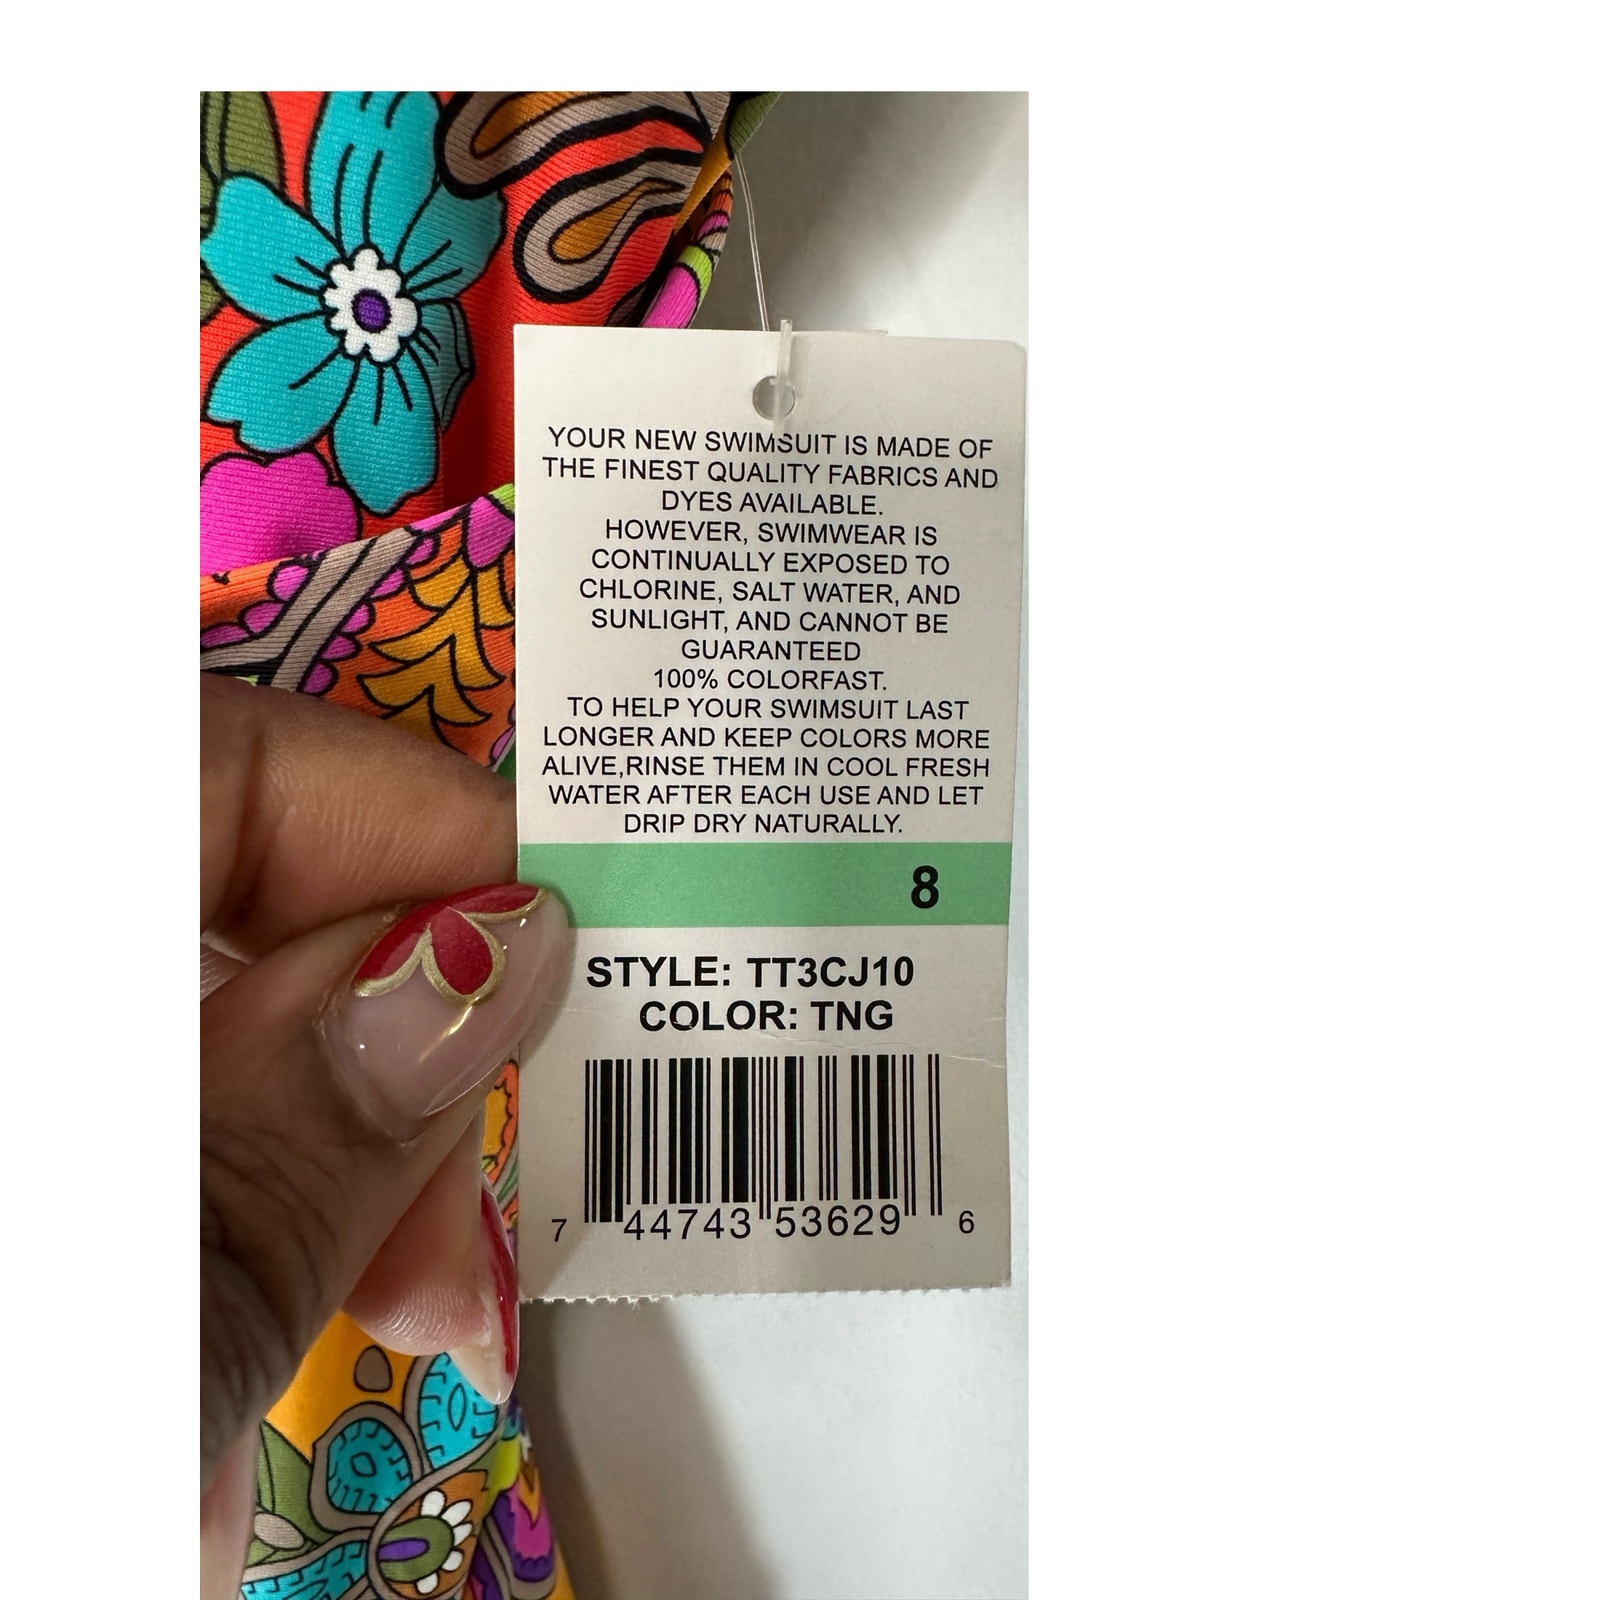 YOUR NEW SWIMSUIT IS MADE OF
THE FINEST QUALITY FABRICS AND
DYES AVAILABLE.
HOWEVER, SWIMWEAR IS
CONTINUALLY EXPOSED TO
CHLORINE, SALT WATER, AND
SUNLIGHT, AND CANNOT BE
GUARANTEED
100% COLORFAST.
TO HELP YOUR SWIMSUIT LAST
LONGER AND KEEP COLORS MORE
ALIVE,RINSE THEM IN COOL FRESH
WATER AFTER EACH USE AND LET
DRIP DRY NATURALLY.
8
STYLE: TT3CJ10
COLOR: TNG
7 44743 53629 6